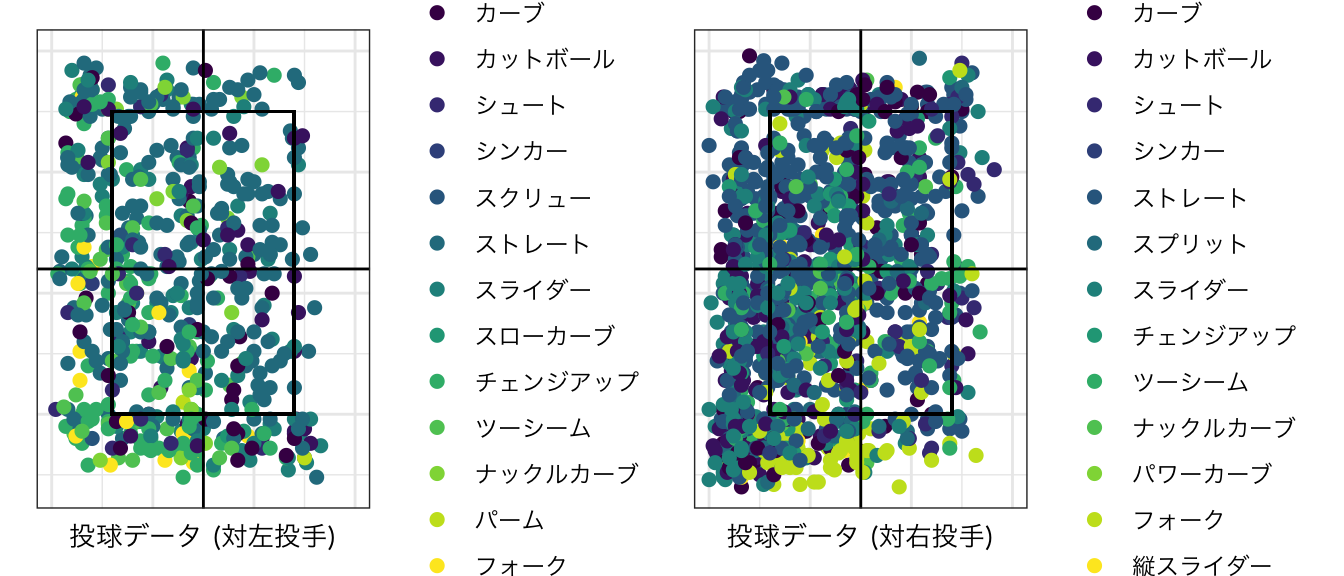 カーブ
カットボール
シュート
シンカー
スクリュー
ストレート
スライダー
スローカーブ
チェンジアップ
ツーシーム
ナックルカーブ
パーム
フォーク
投球データ (対左投手)
カーブ
カットボール
シュート
シンカー
ストレート
スプリット
スライダー
チェンジアップ
ツーシーム
ナックルカーブ
パワーカーブ
フォーク
縦スライダー
投球データ (対右投手)